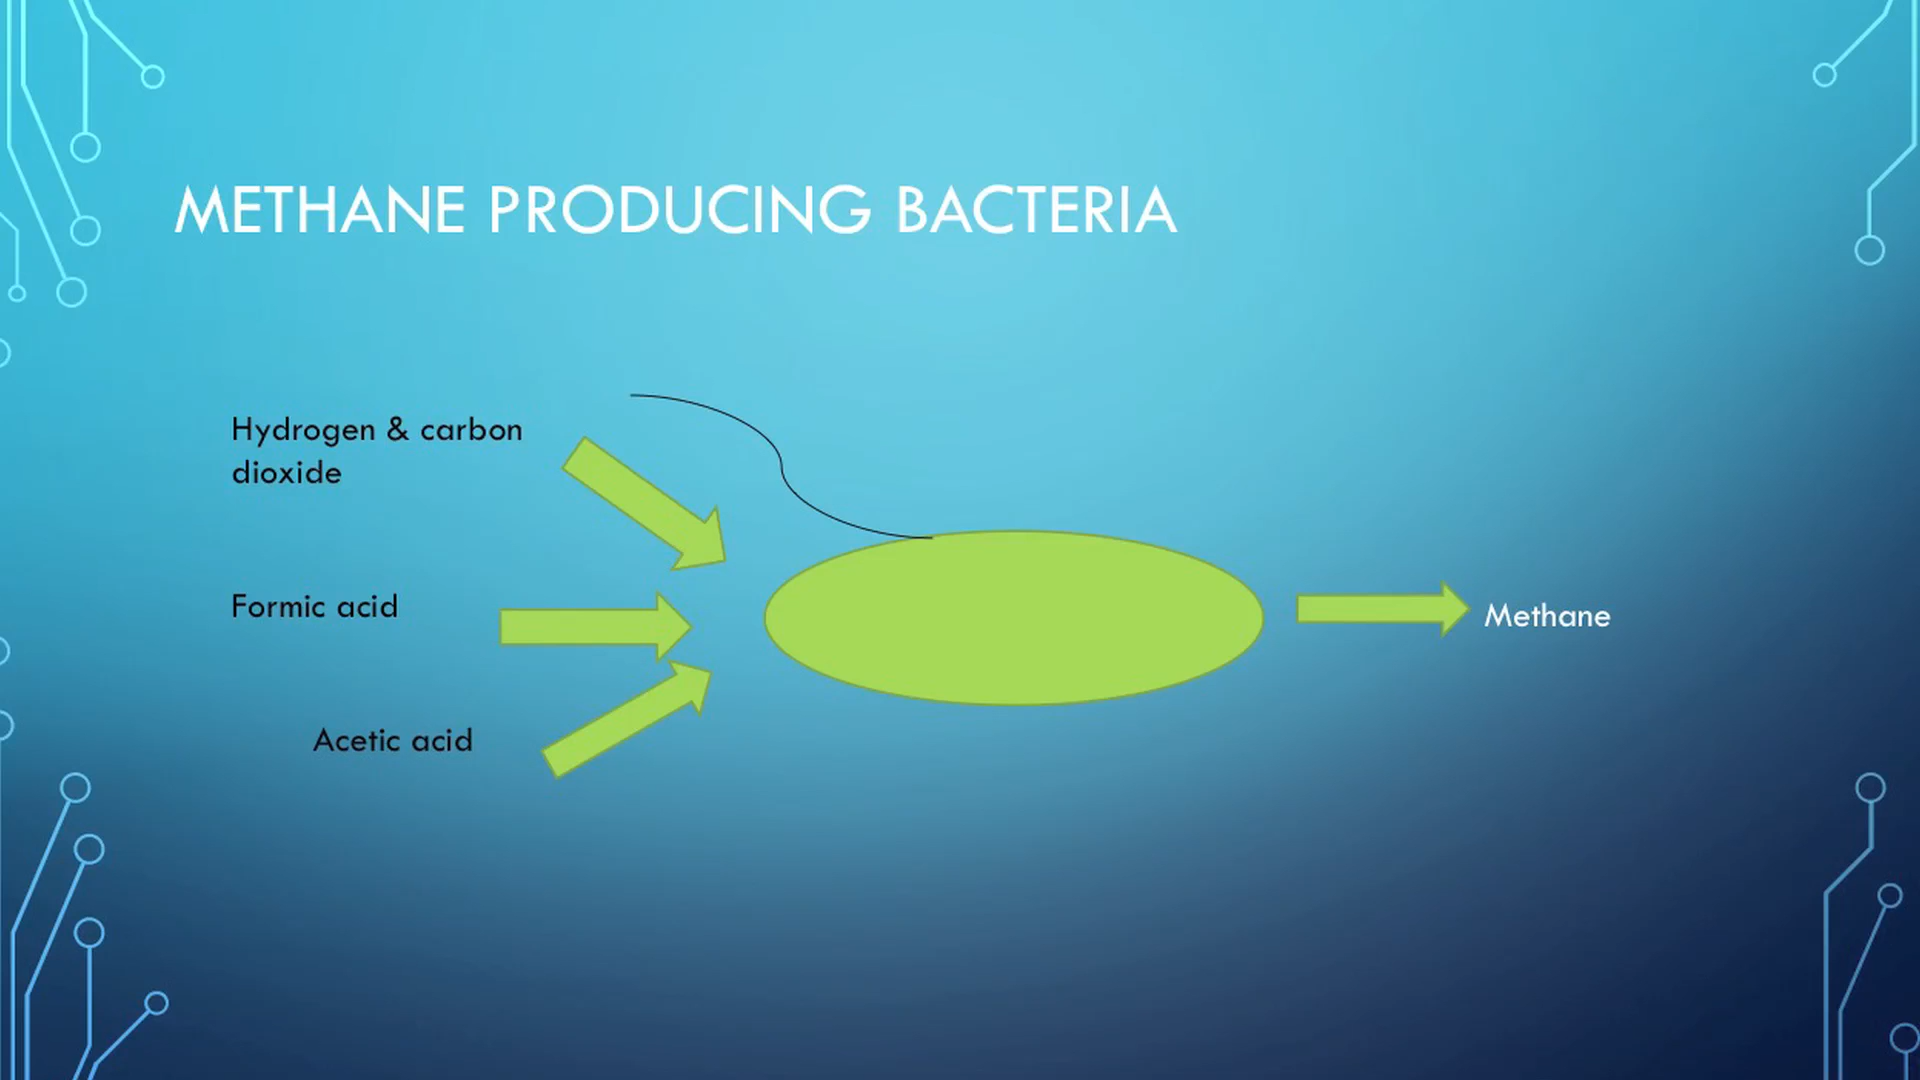 METHANE PRODUCING BACTERIA
Hydrogen & carbon
dioxide
Formic acid
Methane
Acetic acid